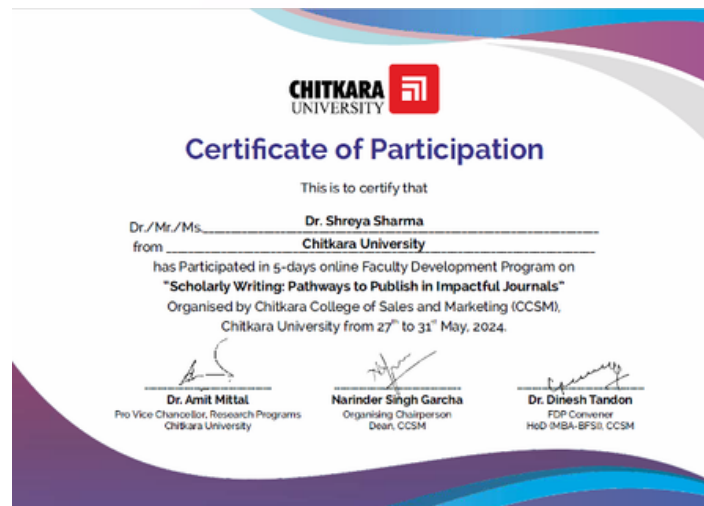 CHITKARA
UNIVERSITY
Certificate of Participation
This is to certify that
Dr./Mr./Ms. Dr. Shreya Sharma
from Chitkara University
has Participated in 5-days online Faculty Development Program on
"Scholarly Writing: Pathways to Publish in Impactful Journals"
Organised by Chitkara College of Sales and Marketing (CCSM),
Chitkara University from 27th to 31st May, 2024.
Dr. Amit Mittal Narinder Singh Garcha Dr. Dinesh Tandon
Pro Vice Chancellor, Research Programs Organising Chairperson FDP Convener
Chitkara University Dean, CCSM HoD (MBA-BFSI), CCSM